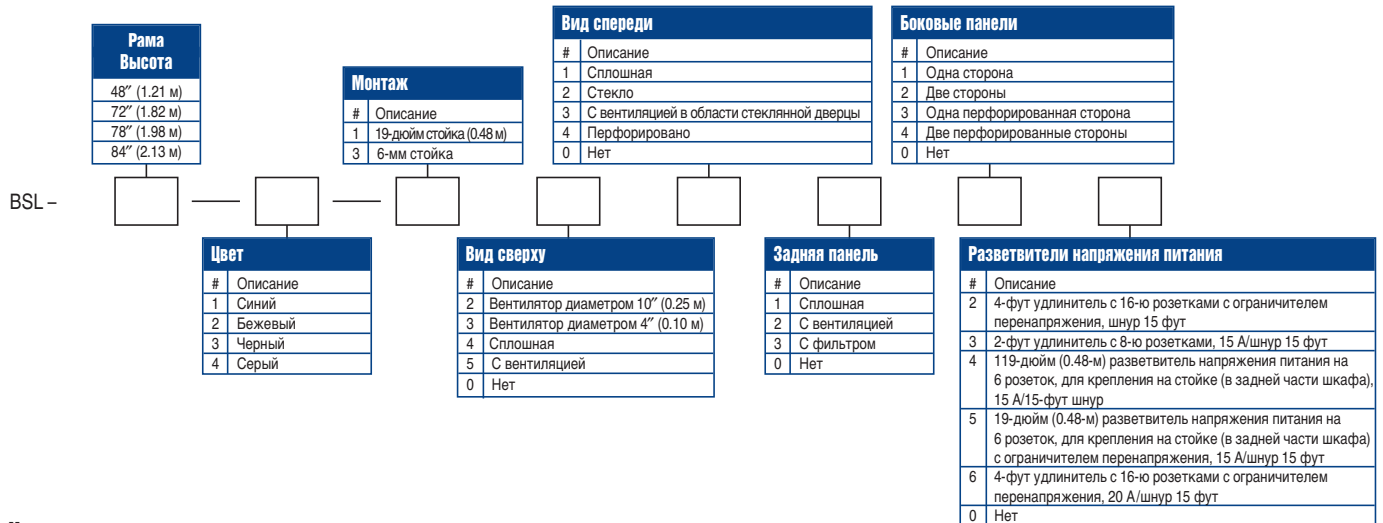 Рама
Высота
48″ (1.21 м)
72″ (1.82 м)
78″ (1.98 м)
84″ (2.13 м)
Монтаж
# Описание
1 19-дюйм стойка (0.48 м)
3 6-мм стойка
Вид спереди
# Описание
1 Сплошная
2 Стекло
3 С вентиляцией в области стеклянной дверцы
4 Перфорировано
0 Нет
Боковые панели
# Описание
1 Одна сторона
2 Две стороны
3 Одна перфорированная сторона
4 Две перфорированные стороны
0 Нет
BSL –
Цвет
# Описание
1 Синий
2 Бежевый
3 Черный
4 Серый
Вид сверху
# Описание
2 Вентилятор диаметром 10″ (0.25 м)
3 Вентилятор диаметром 4″ (0.10 м)
4 Сплошная
5 С вентиляцией
0 Нет
Задняя панель
# Описание
1 Сплошная
2 С вентиляцией
3 С фильтром
0 Нет
Разветвители напряжения питания
# Описание
2 4-фут удлинитель с 16-ю розетками с ограничителем
перенапряжения, шнур 15 фут
3 2-фут удлинитель с 8-ю розетками, 15 А/шнур 15 фут
4 119-дюйм (0.48-м) разветвитель напряжения питания на
6 розеток, для крепления на стойке (в задней части шкафа),
15 А/15-фут шнур
5 19-дюйм (0.48-м) разветвитель напряжения питания на
6 розеток, для крепления на стойке (в задней части шкафа)
с ограничителем перенапряжения, 15 А/шнур 15 фут
6 4-фут удлинитель с 16-ю розетками с ограничителем
перенапряжения, 20 А/шнур 15 фут
0 Нет